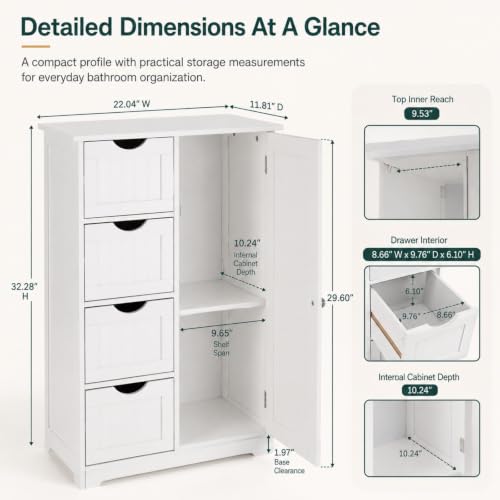 Detailed Dimensions At A Glance
A compact profile with practical storage measurements
for everyday bathroom organization.
22.04" W
11.81" D
32.28"
H
10.24"
Internal
Cabinet
Depth
29.60"
9.65"
Shelf
Span
1.97"
Base
Clearance
Top Inner Reach
9.53"
Drawer Interior
8.66" W x 9.76" D x 6.10" H
6.10"
9.76"
8.66"
Intercal Cabinet Depth
10.24"
10.24"